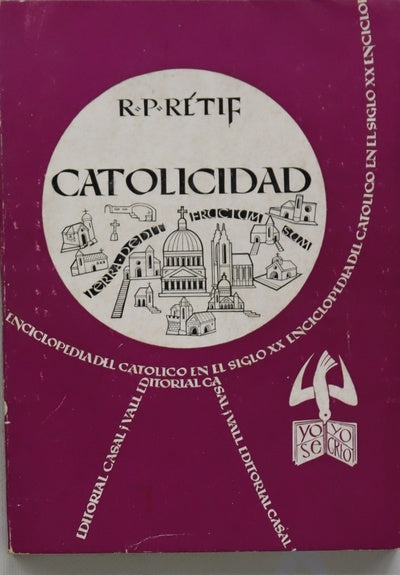 R·P·RÉTIF
CATOLICIDAD
TERRA DEDIT FRUCTUM SUUM
ENCICLOPEDIA DEL CATOLICO EN EL SIGLO XX ENCICLOPEDIA DEL CATOLICO EN EL SIGLO XX ENCICLOP
EDITORIAL CASAL I VALL EDITORIAL CASAL I VALL EDITORIAL CASAL
YO SE
YO CREO